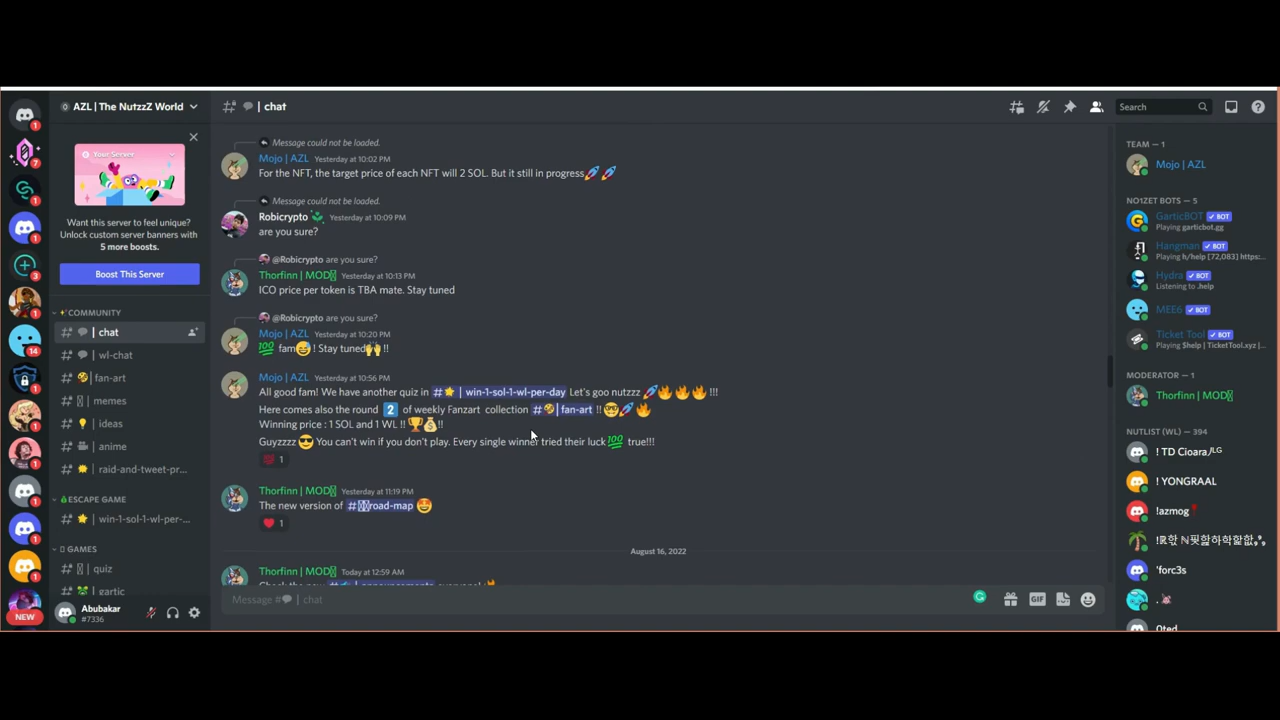 AZL | The NutzzZ World
| chat
Search
Your Server
Want this server to feel unique?
Unlock custom server banners with
5 more boosts.
Boost This Server
COMMUNITY
| chat
| wl-chat
| fan-art
| memes
| ideas
| anime
| raid-and-tweet-pr...
ESCAPE GAME
| win-1-sol-1-wl-per-...
GAMES
| quiz
| gartic
NEW
Abubakar
#7336
Message could not be loaded.
Mojo | AZL Yesterday at 10:02 PM
For the NFT, the target price of each NFT will 2 SOL. But it still in progress🚀 🚀
Message could not be loaded.
Robicrypto Yesterday at 10:09 PM
are you sure?
@Robicrypto are you sure?
Thorfinn | MOD Yesterday at 10:13 PM
ICO price per token is TBA mate. Stay tuned
@Robicrypto are you sure?
Mojo | AZL Yesterday at 10:20 PM
💯 fam😅 ! Stay tuned🙌 !!
Mojo | AZL Yesterday at 10:56 PM
All good fam! We have another quiz in #🌟 | win-1-sol-1-wl-per-day Let's goo nutzzz 🚀🔥🔥🔥 !!!
Here comes also the round 2️⃣ of weekly Fanzart collection #🤣|fan-art !!🤓🚀🔥
Winning price : 1 SOL and 1 WL !!🏆💰!!
Guyzzzz 😎 You can't win if you don't play. Every single winner tried their luck 💯 true!!!
1
Thorfinn | MOD Yesterday at 11:19 PM
The new version of #road-map 🤩
❤️ 1
August 16, 2022
Thorfinn | MOD Today at 12:59 AM
Message # | chat
GIF
TEAM — 1
Mojo | AZL
NO1ZET BOTS — 5
GarticBOT ✓ BOT
Playing garticbot.gg
Hangman ✓ BOT
Playing h/help [72,083] https:...
Hydra ✓ BOT
Listening to .help
MEE6 ✓ BOT
Ticket Tool ✓ BOT
Playing $help | TicketTool.xyz |...
MODERATOR — 1
Thorfinn | MOD
NUTLIST (WL) — 394
! TD Cioara
! YONGRAAL
!azmog
'forc3s
0ted